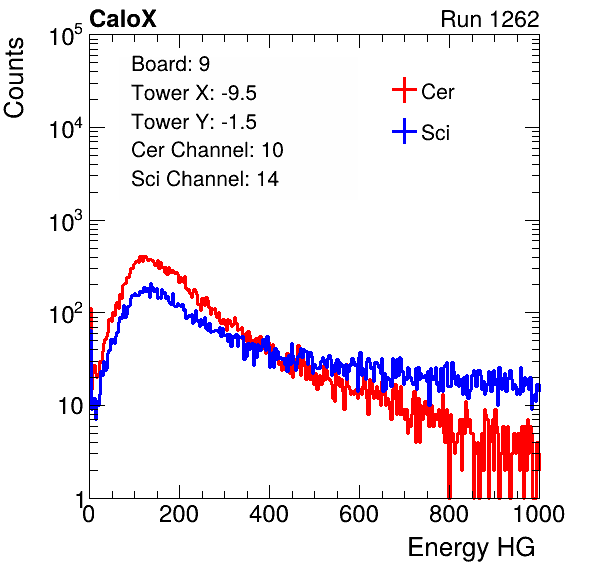 CaloX Run 1262
Counts
10^5
10^4
10^3
10^2
10
1
Board: 9
Tower X: -9.5
Tower Y: -1.5
Cer Channel: 10
Sci Channel: 14
Cer
Sci
0 200 400 600 800 1000
Energy HG